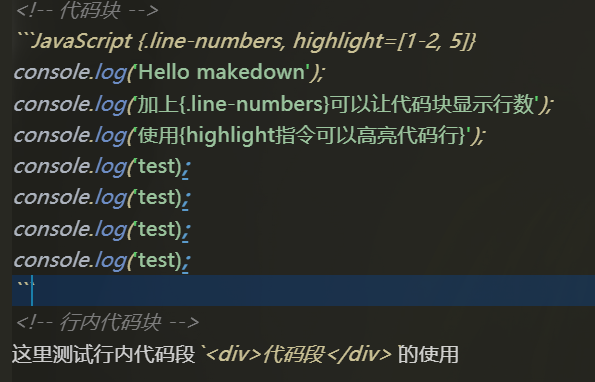 <!-- 代码块 -->
```JavaScript {.line-numbers, highlight=[1-2, 5]}
console.log('Hello makedown');
console.log('加上{.line-numbers}可以让代码块显示行数');
console.log('使用{highlight指令可以高亮代码行}');
console.log('test);
console.log('test);
console.log('test);
console.log('test);
```
<!-- 行内代码块 -->
这里测试行内代码段`<div>代码段</div>`的使用